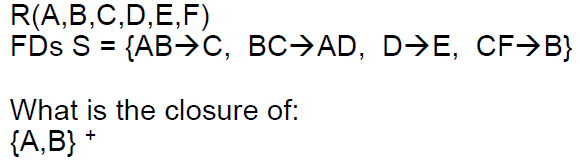 R(A,B,C,D,E,F)
FDs S = {AB→C, BC→AD, D→E, CF→B}
What is the closure of:
{A,B} +